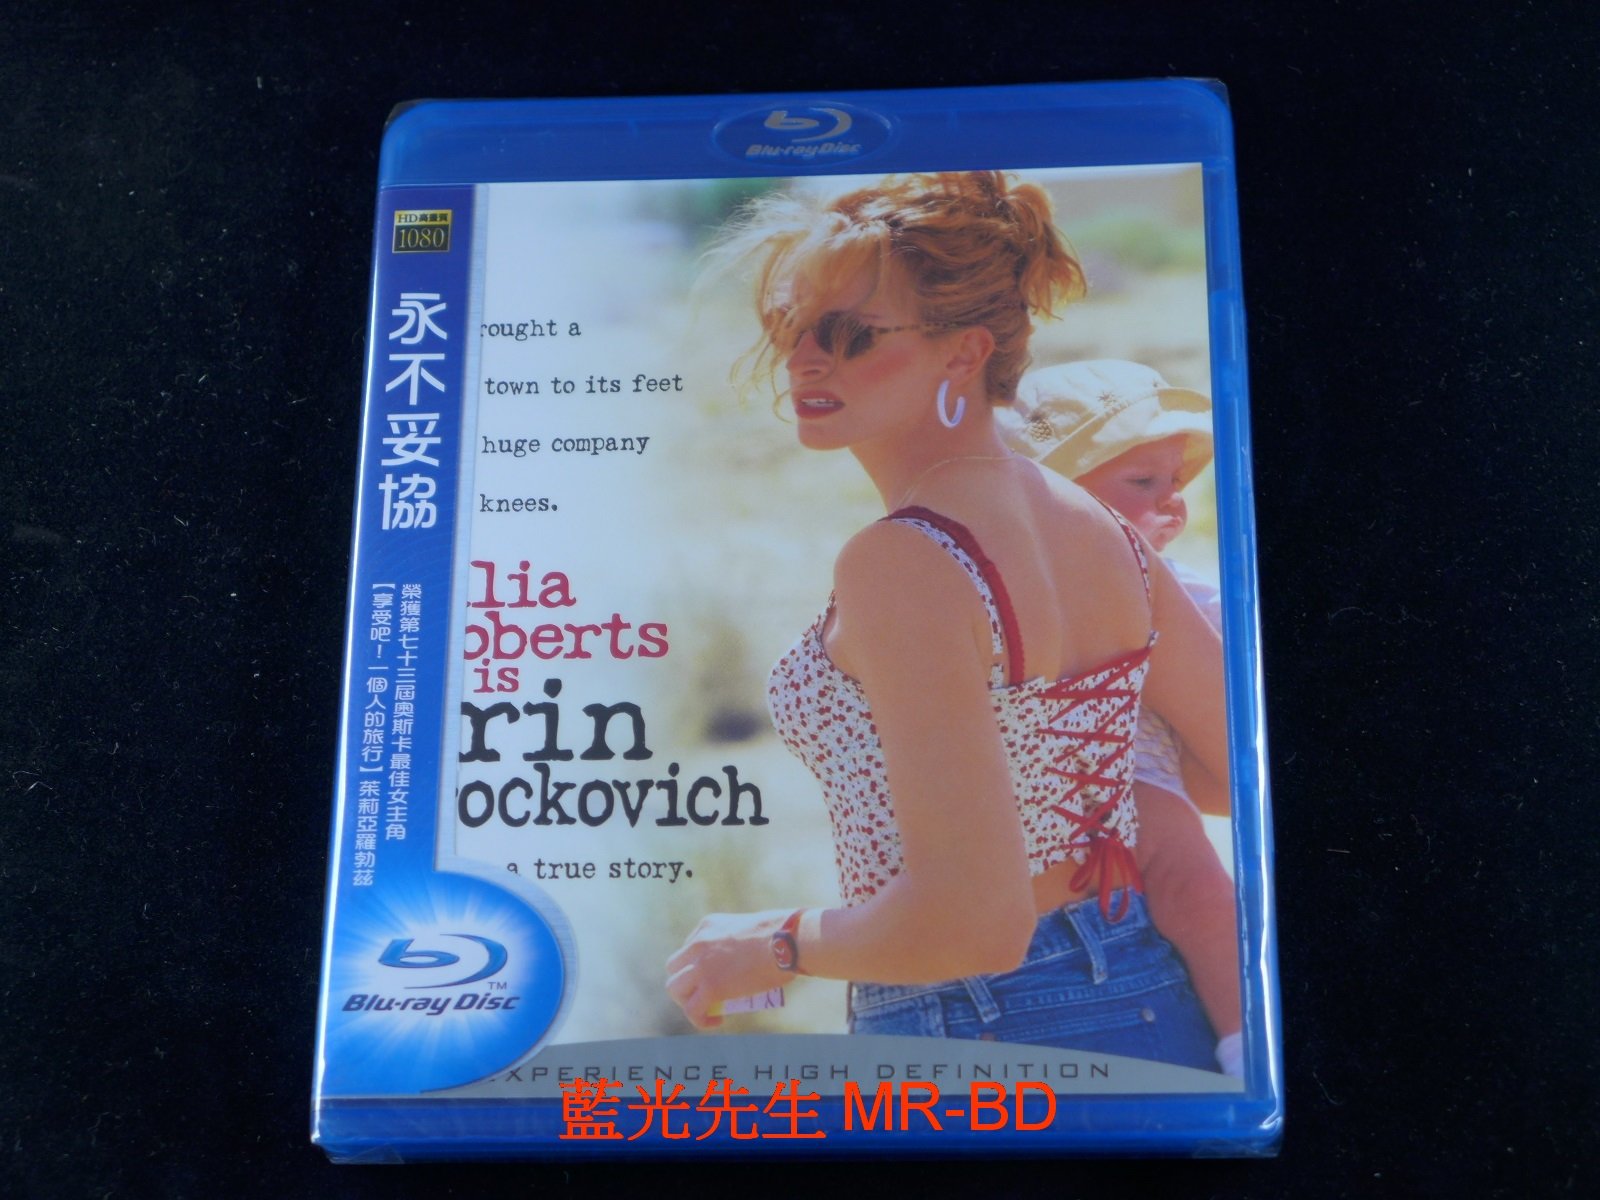 Blu-ray Disc
HD高畫質
1080
永不妥協
榮獲第七十三屆奧斯卡最佳女主角
【享受吧！一個人的旅行】茱莉亞羅勃茲
rought a
town to its feet
huge company
knees.
lia
oberts
is
rin
ockovich
a true story.
Blu-ray Disc™
XPERIENCE HIGH DEFINITION
藍光先生 MR-BD